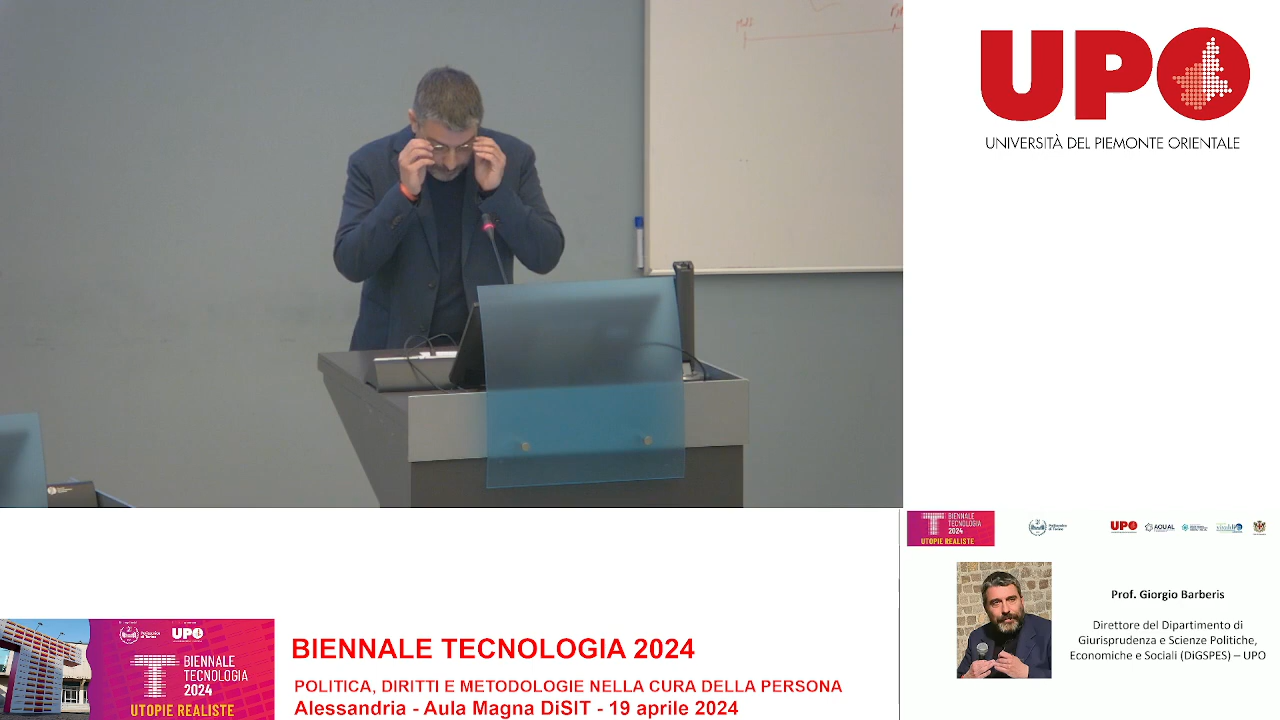 UPO
UNIVERSITÀ DEL PIEMONTE ORIENTALE
BIENNALE
TECNOLOGIA
2024
UTOPIE REALISTE
UPO
Prof. Giorgio Barberis
Direttore del Dipartimento di
Giurisprudenza e Scienze Politiche,
Economiche e Sociali (DiGSPES) – UPO
UPO
BIENNALE
TECNOLOGIA
2024
UTOPIE REALISTE
BIENNALE TECNOLOGIA 2024
POLITICA, DIRITTI E METODOLOGIE NELLA CURA DELLA PERSONA
Alessandria - Aula Magna DiSIT - 19 aprile 2024